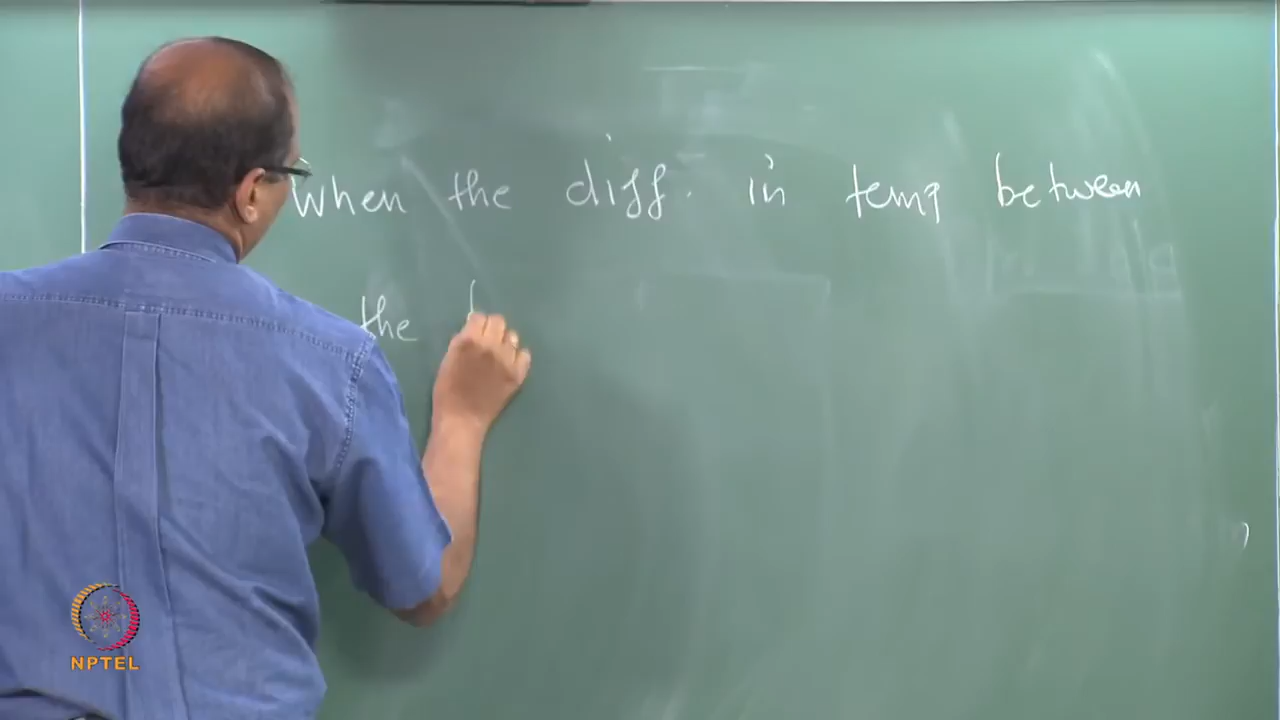 When the diff. in temp between
the
NPTEL